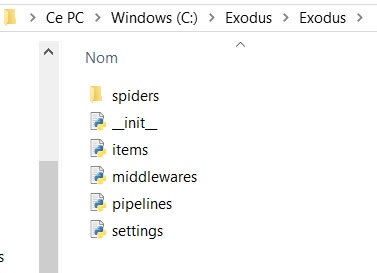 Ce PC > Windows (C:) > Exodus > Exodus >
Nom
spiders
__init__
items
middlewares
pipelines
settings
s